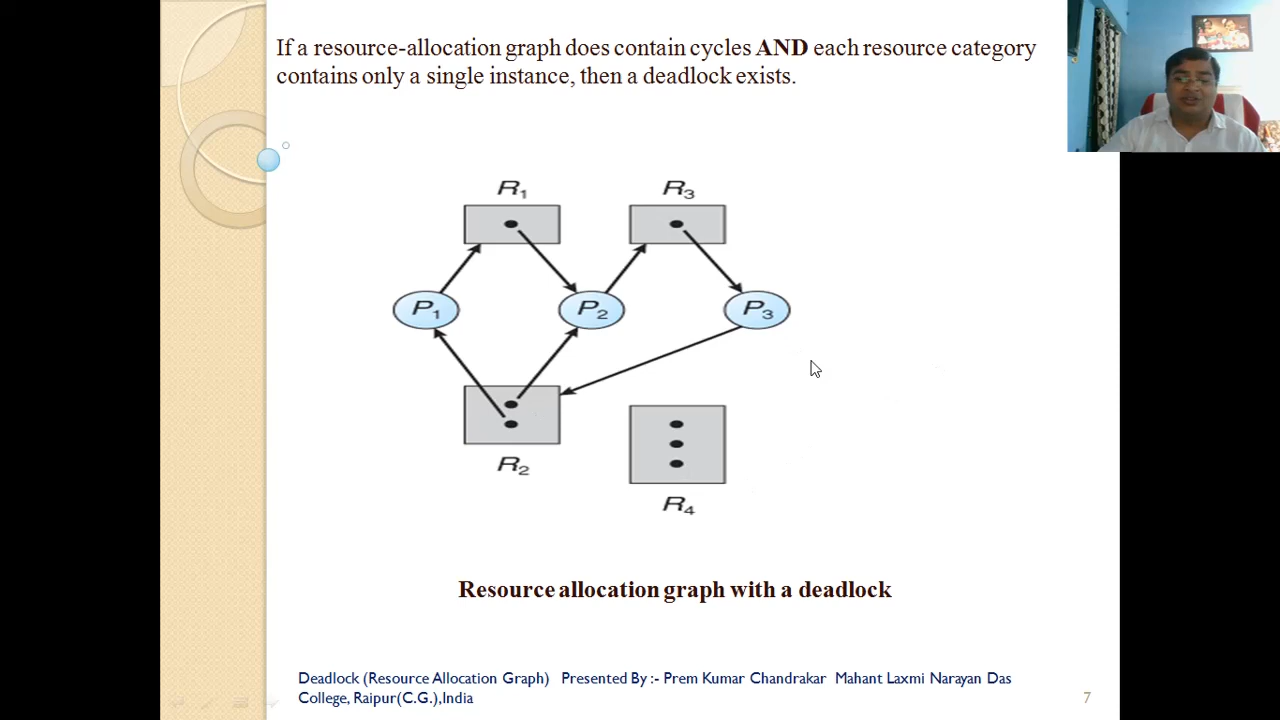 If a resource-allocation graph does contain cycles AND each resource category
contains only a single instance, then a deadlock exists.
R1 R3
P1 P2 P3
R2
R4
Resource allocation graph with a deadlock
Deadlock (Resource Allocation Graph) Presented By :- Prem Kumar Chandrakar Mahant Laxmi Narayan Das
College, Raipur(C.G.),India
7